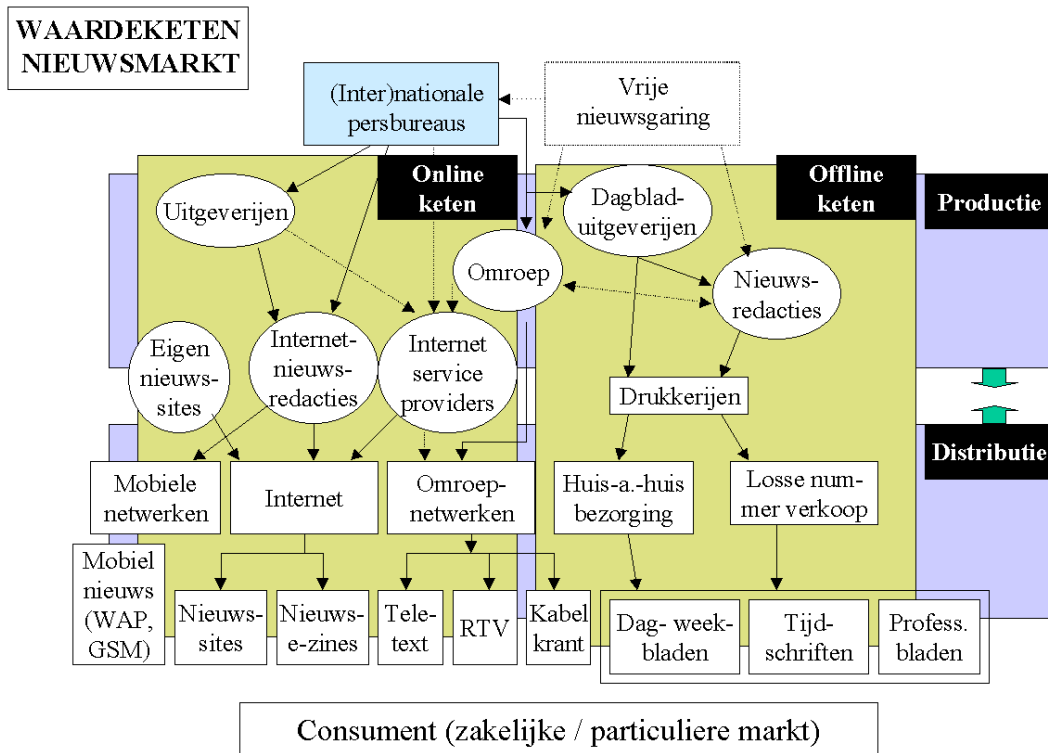 WAARDEKETEN
NIEUWSMARKT
(Inter)nationale
persbureaus
Vrije
nieuwsgaring
Online
keten
Offline
keten
Productie
Uitgeverijen
Dagblad-
uitgeverijen
Omroep
Nieuws-
redacties
Eigen
nieuws-
sites
Internet-
nieuws-
redacties
Internet
service
providers
Drukkerijen
Distributie
Mobiele
netwerken
Internet
Omroep-
netwerken
Huis-a.-huis
bezorging
Losse num-
mer verkoop
Mobiel
nieuws
(WAP,
GSM)
Nieuws-
sites
Nieuws-
e-zines
Tele-
text
RTV
Kabel
krant
Dag- week-
bladen
Tijd-
schriften
Profess.
bladen
Consument (zakelijke / particuliere markt)